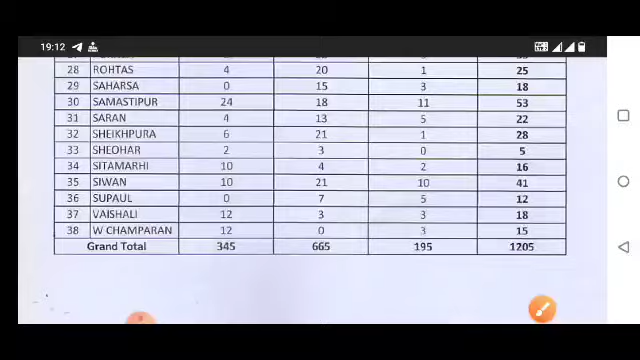 19:12
28 ROHTAS 4 20 1 25
29 SAHARSA 0 15 3 18
30 SAMASTIPUR 24 18 11 53
31 SARAN 4 13 5 22
32 SHEIKHPURA 6 21 1 28
33 SHEOHAR 2 3 0 5
34 SITAMARHI 10 4 2 16
35 SIWAN 10 21 10 41
36 SUPAUL 0 7 5 12
37 VAISHALI 12 3 3 18
38 W CHAMPARAN 12 0 3 15
Grand Total 345 665 195 1205